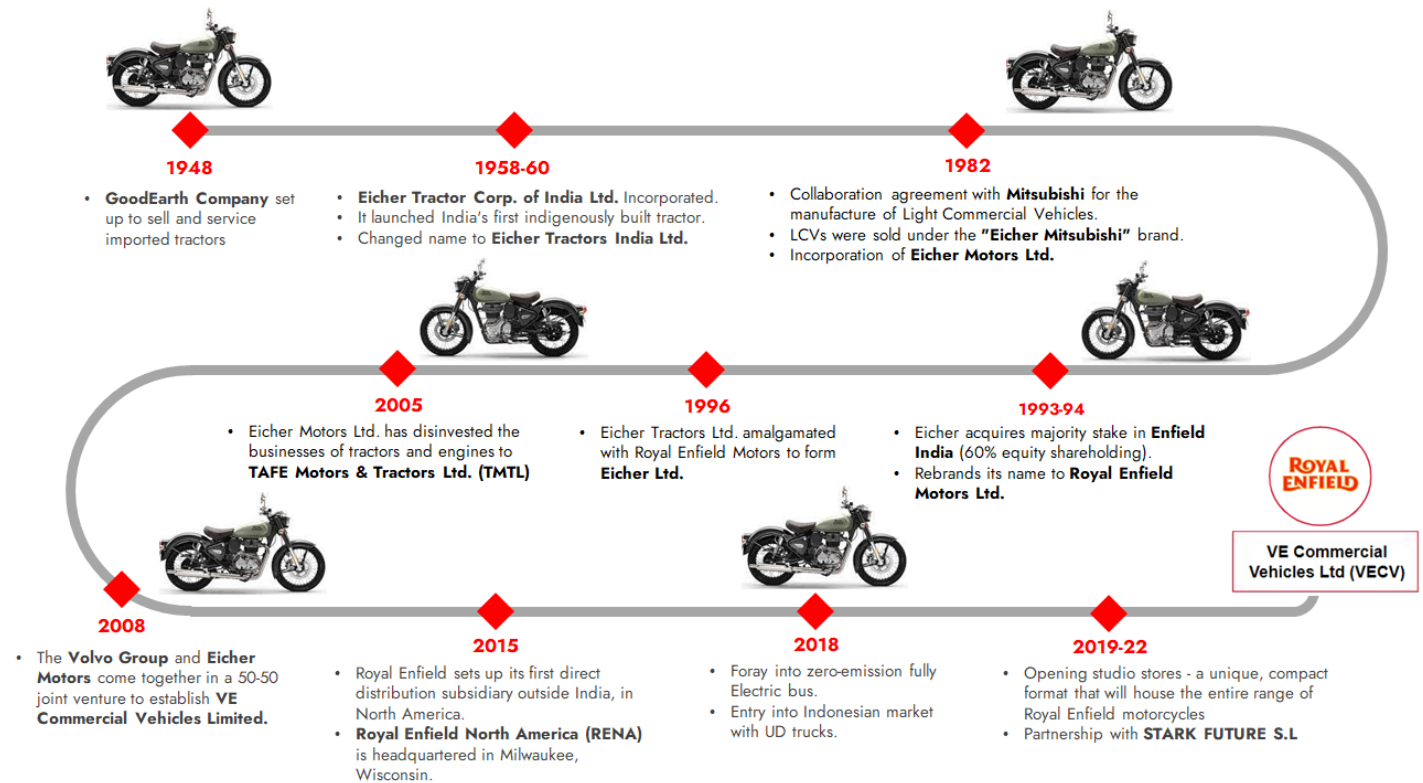 1948
• GoodEarth Company set
up to sell and service
imported tractors
1958-60
• Eicher Tractor Corp. of India Ltd. Incorporated.
• It launched India's first indigenously built tractor.
• Changed name to Eicher Tractors India Ltd.
1982
• Collaboration agreement with Mitsubishi for the
manufacture of Light Commercial Vehicles.
• LCVs were sold under the "Eicher Mitsubishi" brand.
• Incorporation of Eicher Motors Ltd.
1993-94
• Eicher acquires majority stake in Enfield
India (60% equity shareholding).
• Rebrands its name to Royal Enfield
Motors Ltd.
1996
• Eicher Tractors Ltd. amalgamated
with Royal Enfield Motors to form
Eicher Ltd.
2005
• Eicher Motors Ltd. has disinvested the
businesses of tractors and engines to
TAFE Motors & Tractors Ltd. (TMTL)
2008
• The Volvo Group and Eicher
Motors come together in a 50-50
joint venture to establish VE
Commercial Vehicles Limited.
2015
• Royal Enfield sets up its first direct
distribution subsidiary outside India, in
North America.
• Royal Enfield North America (RENA)
is headquartered in Milwaukee,
Wisconsin.
2018
• Foray into zero-emission fully
Electric bus.
• Entry into Indonesian market
with UD trucks.
2019-22
• Opening studio stores - a unique, compact
format that will house the entire range of
Royal Enfield motorcycles
• Partnership with STARK FUTURE S.L
ROYAL
ENFIELD
VE Commercial
Vehicles Ltd (VECV)